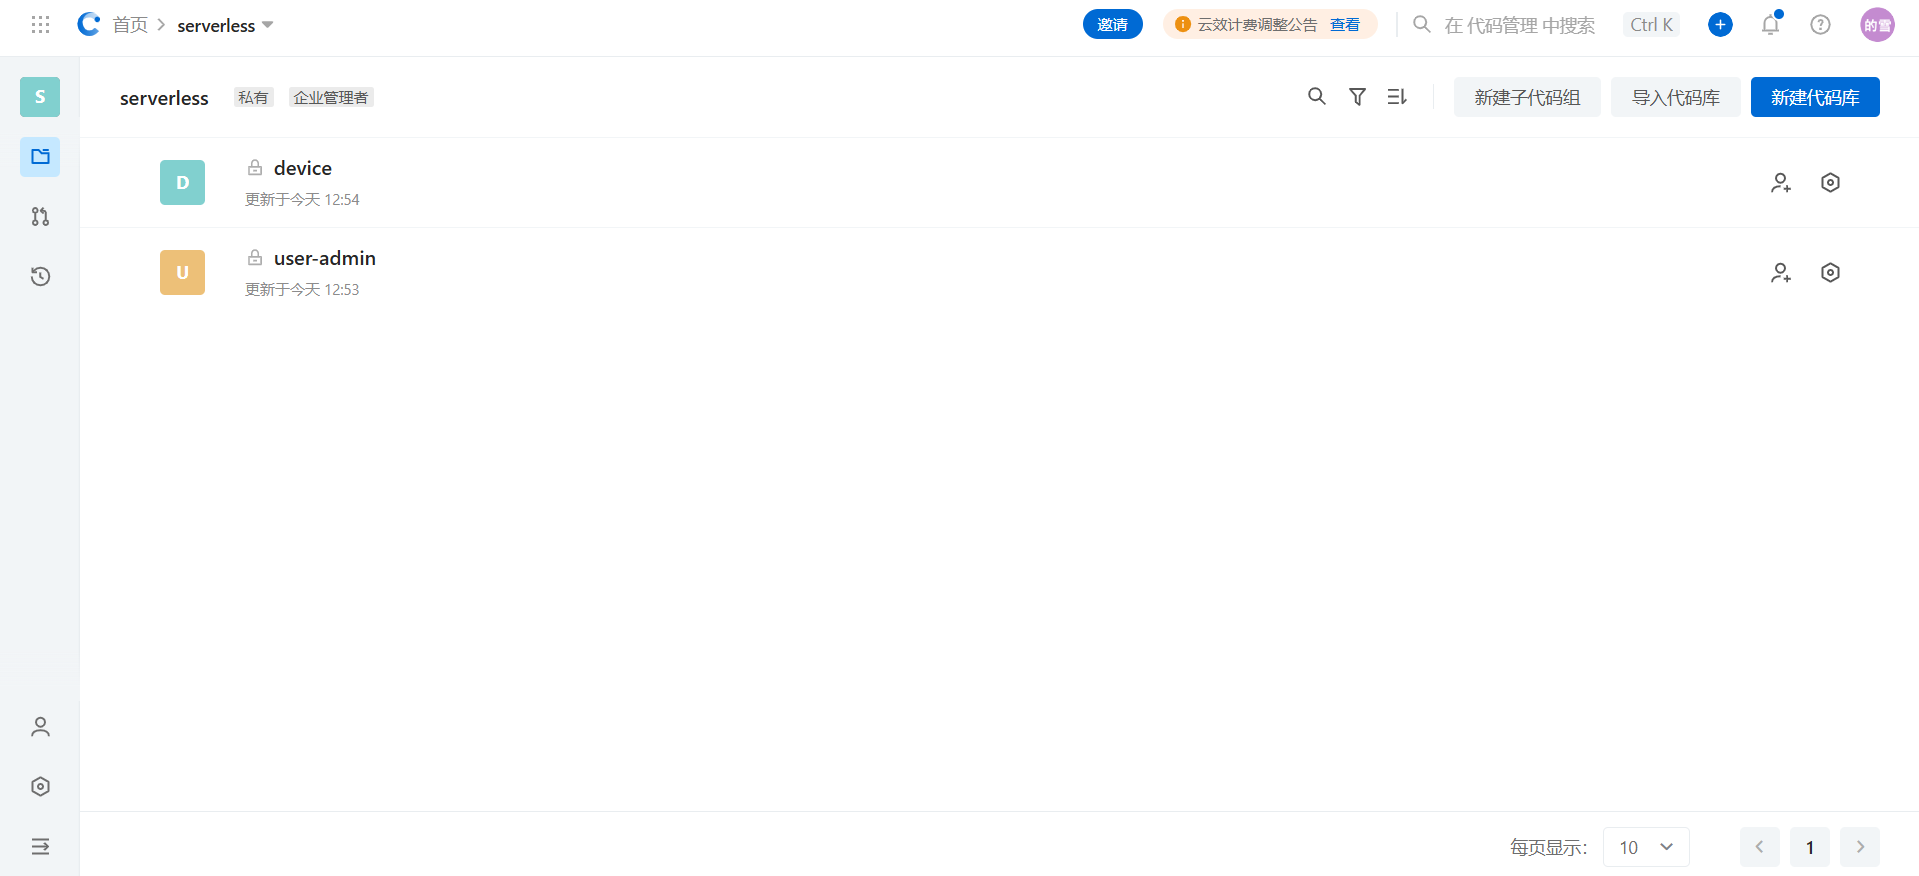 首页 serverless
邀请
云效计费调整公告 查看
在 代码管理 中搜索
Ctrl K
的雪
S
serverless 私有 企业管理者
新建子代码组
导入代码库
新建代码库
D
device
更新于今天 12:54
U
user-admin
更新于今天 12:53
每页显示: 10
1